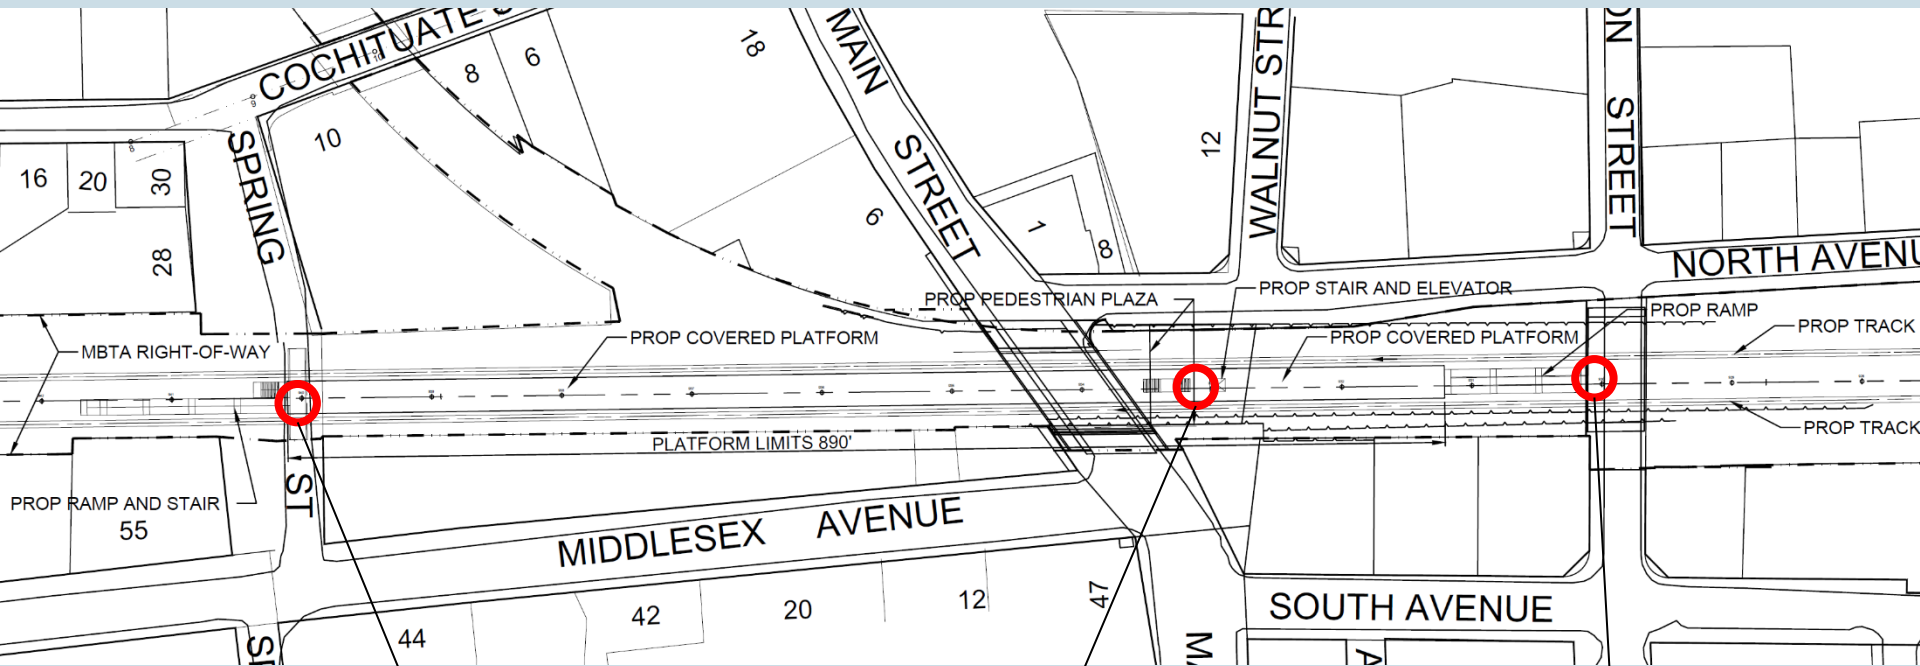 COCHITUATE
SPRING
ST
MAIN
STREET
WALNUT STR
ON
STREET
NORTH AVENU
18
8
6
10
16
20
30
28
12
6
1
8
PROP PEDESTRIAN PLAZA
PROP STAIR AND ELEVATOR
PROP RAMP
MBTA RIGHT-OF-WAY
PROP COVERED PLATFORM
PROP COVERED PLATFORM
PROP TRACK
PROP TRACK
PLATFORM LIMITS 890'
PROP RAMP AND STAIR
55
MIDDLESEX AVENUE
SOUTH AVENUE
44
42
20
12
47
MA
A